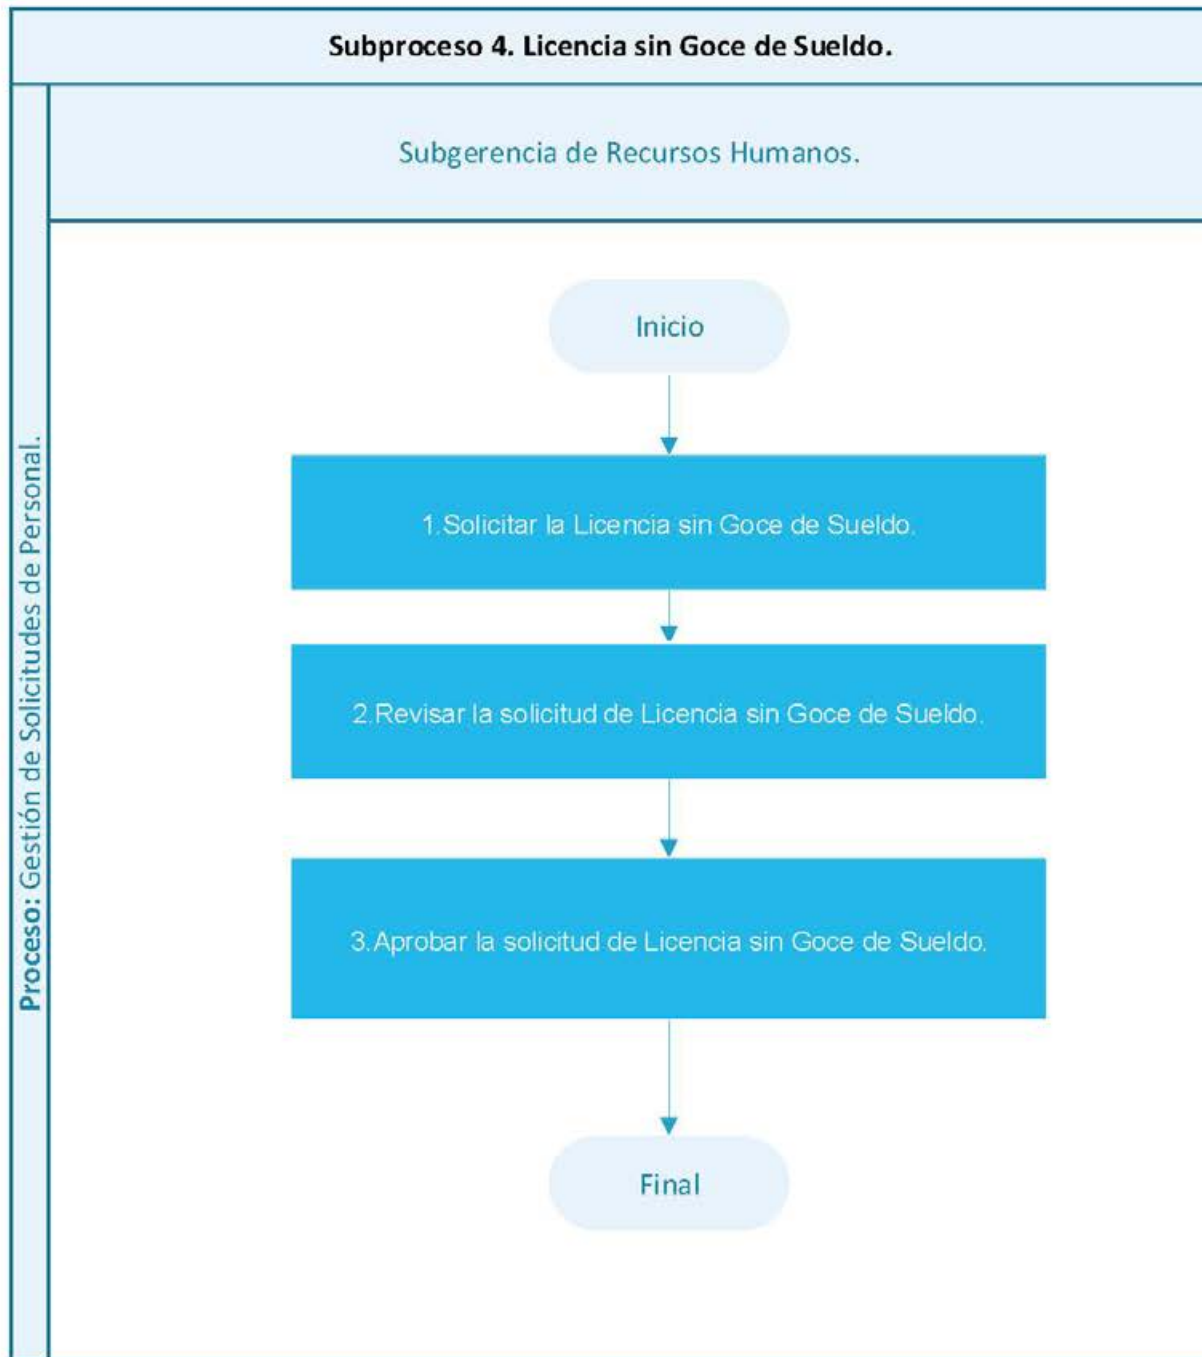 Subproceso 4. Licencia sin Goce de Sueldo.
Subgerencia de Recursos Humanos.
Proceso: Gestión de Solicitudes de Personal.
Inicio
1.Solicitar la Licencia sin Goce de Sueldo.
2.Revisar la solicitud de Licencia sin Goce de Sueldo.
3.Aprobar la solicitud de Licencia sin Goce de Sueldo.
Final